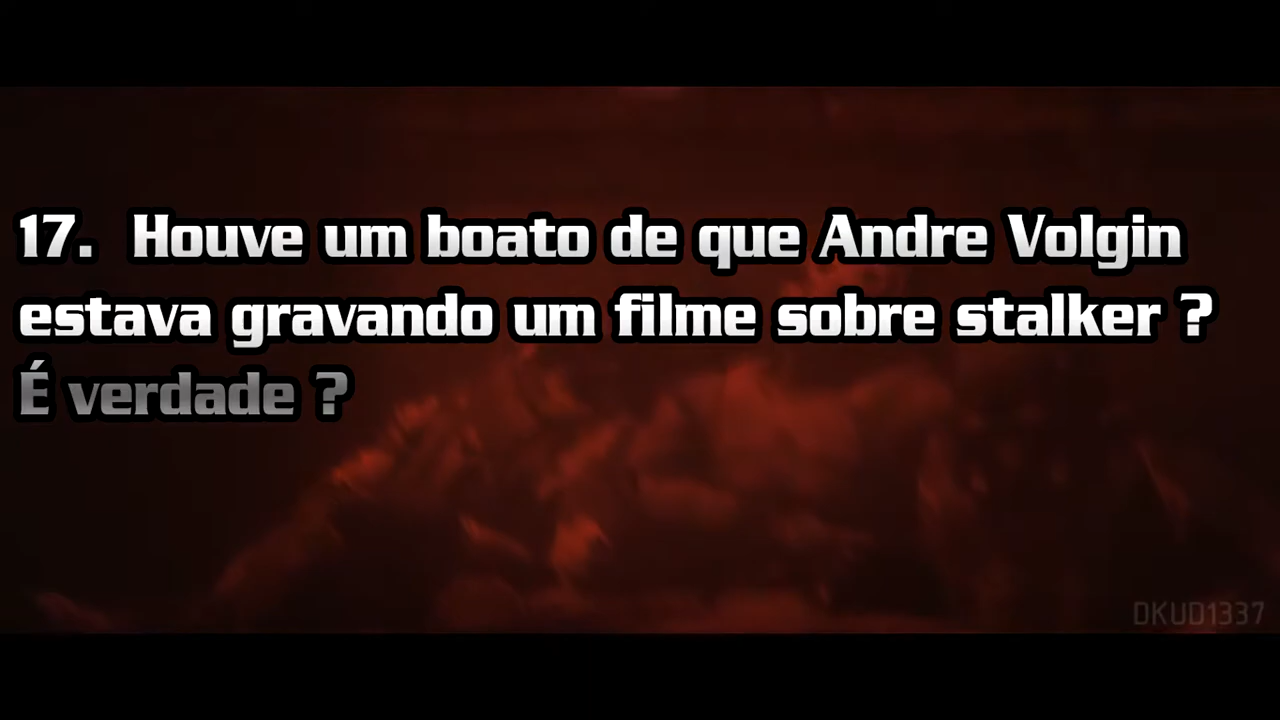 17. Houve um boato de que Andre Volgin
estava gravando um filme sobre stalker ?
É verdade ?
DKUD1337